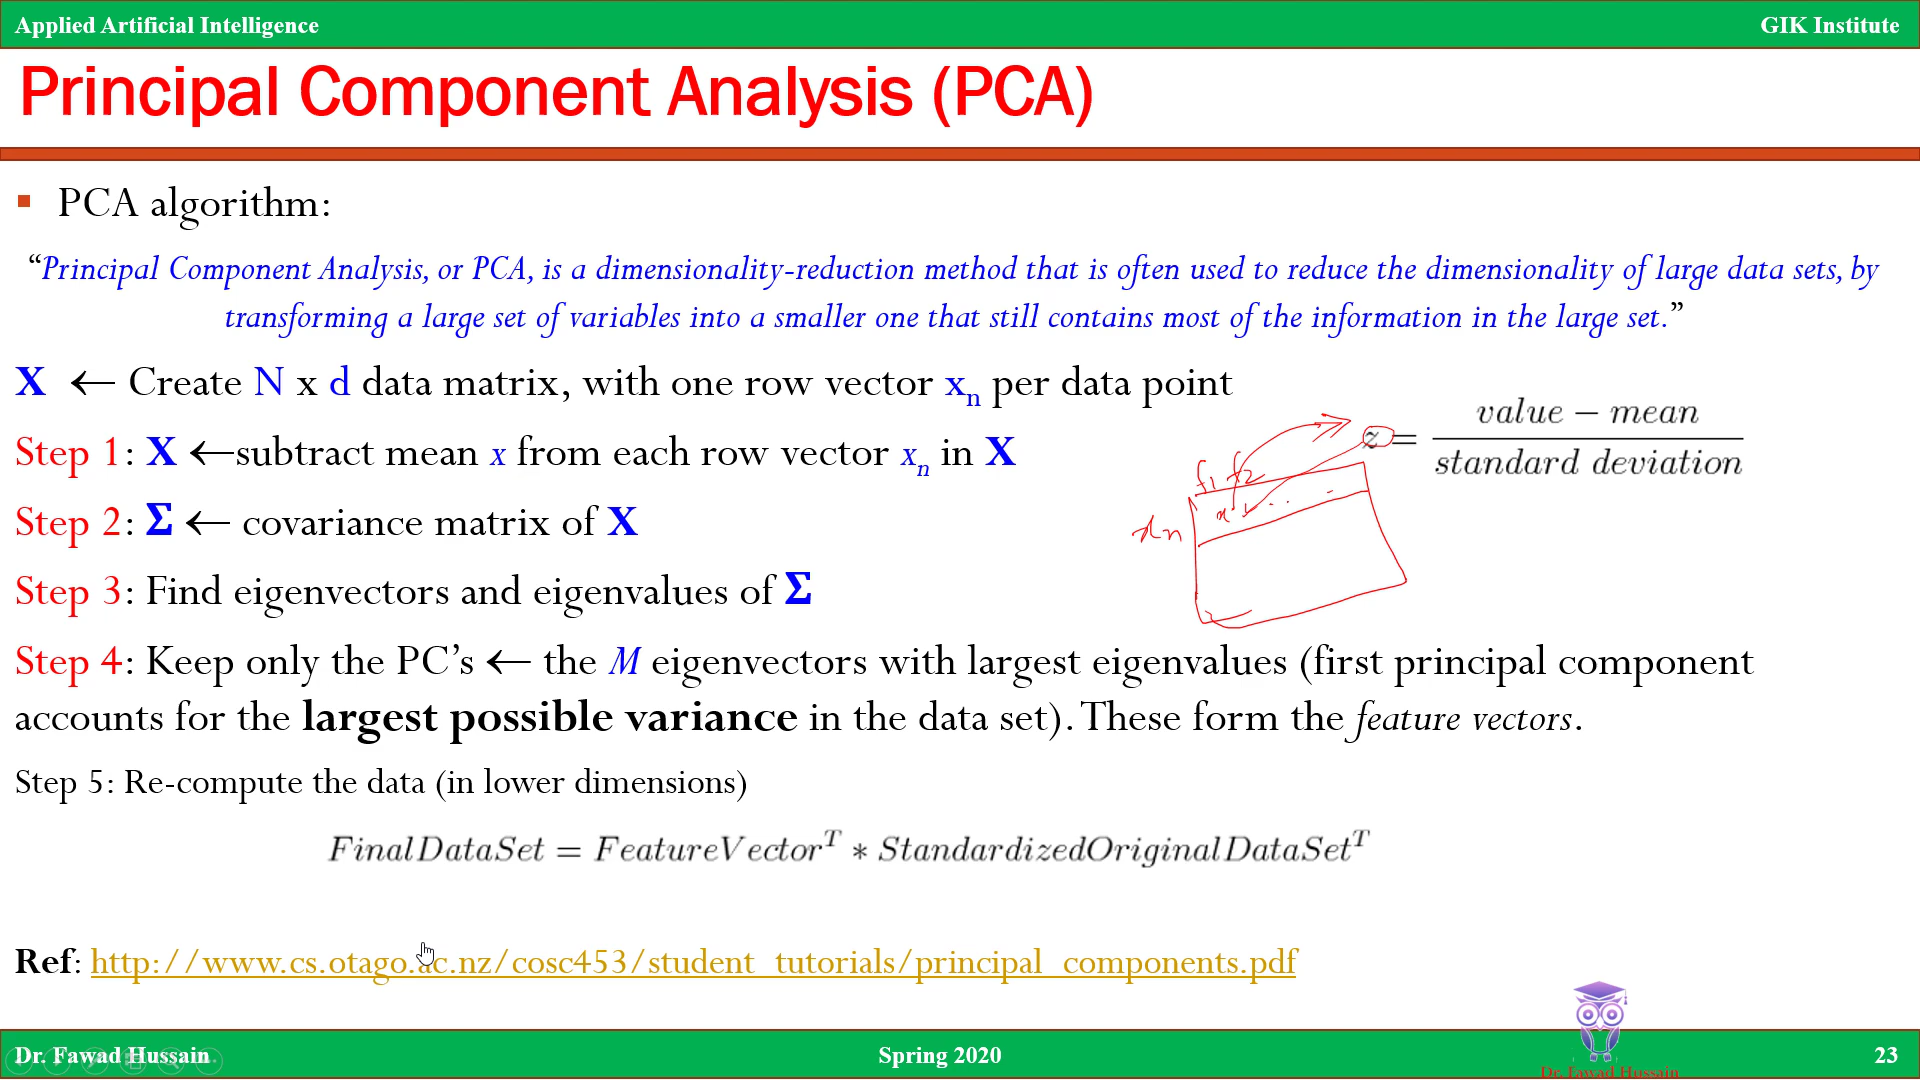 Applied Artificial Intelligence
GIK Institute
Principal Component Analysis (PCA)
▪ PCA algorithm:
“Principal Component Analysis, or PCA, is a dimensionality-reduction method that is often used to reduce the dimensionality of large data sets, by
transforming a large set of variables into a smaller one that still contains most of the information in the large set.”
X ← Create N x d data matrix, with one row vector xₙ per data point
z = value − mean / standard deviation
f1 f2
Step 1: X ←subtract mean x from each row vector xₙ in X
xn
Step 2: Σ ← covariance matrix of X
Step 3: Find eigenvectors and eigenvalues of Σ
Step 4: Keep only the PC’s ← the M eigenvectors with largest eigenvalues (first principal component
accounts for the largest possible variance in the data set). These form the feature vectors.
Step 5: Re-compute the data (in lower dimensions)
FinalDataSet = FeatureVectorᵀ * StandardizedOriginalDataSetᵀ
Ref: http://www.cs.otago.ac.nz/cosc453/student_tutorials/principal_components.pdf
Dr. Fawad Hussain
Dr. Fawad Hussain
Spring 2020
23